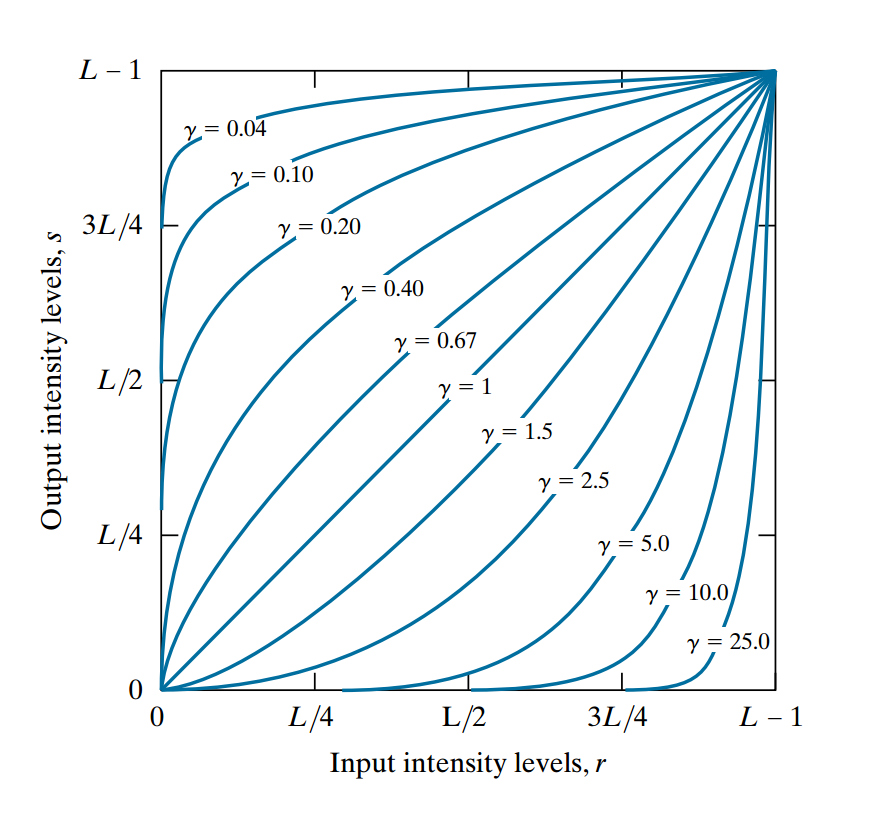 L – 1
γ = 0.04
γ = 0.10
3L/4
γ = 0.20
γ = 0.40
γ = 0.67
L/2
γ = 1
γ = 1.5
γ = 2.5
L/4
γ = 5.0
γ = 10.0
γ = 25.0
0
Output intensity levels, s
0 L/4 L/2 3L/4 L – 1
Input intensity levels, r